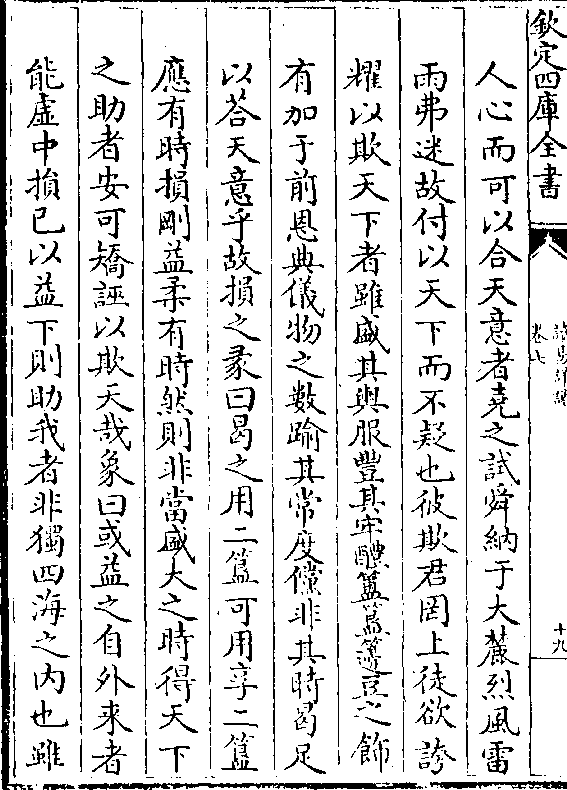 欽定四庫全書
讀易詳說
卷七
十九
人心而可以合天意者堯之試舜納于大麓烈風雷
雨弗迷故付以天下而不疑也彼欺君罔上徒欲誇
耀以欺天下者雖盛其輿服豐其牢醴簠簋籩豆之飾
有加于前恩典儀物之數踰其常度儻非其時曷足
以荅天意乎故損之彖曰曷之用二簋可用享二簋
應有時損剛益柔有時然則非當盛大之時得天下
之助者安可矯誣以欺天哉象曰或益之自外來者
能虛中損已以益下則助我者非獨四海之内也雖